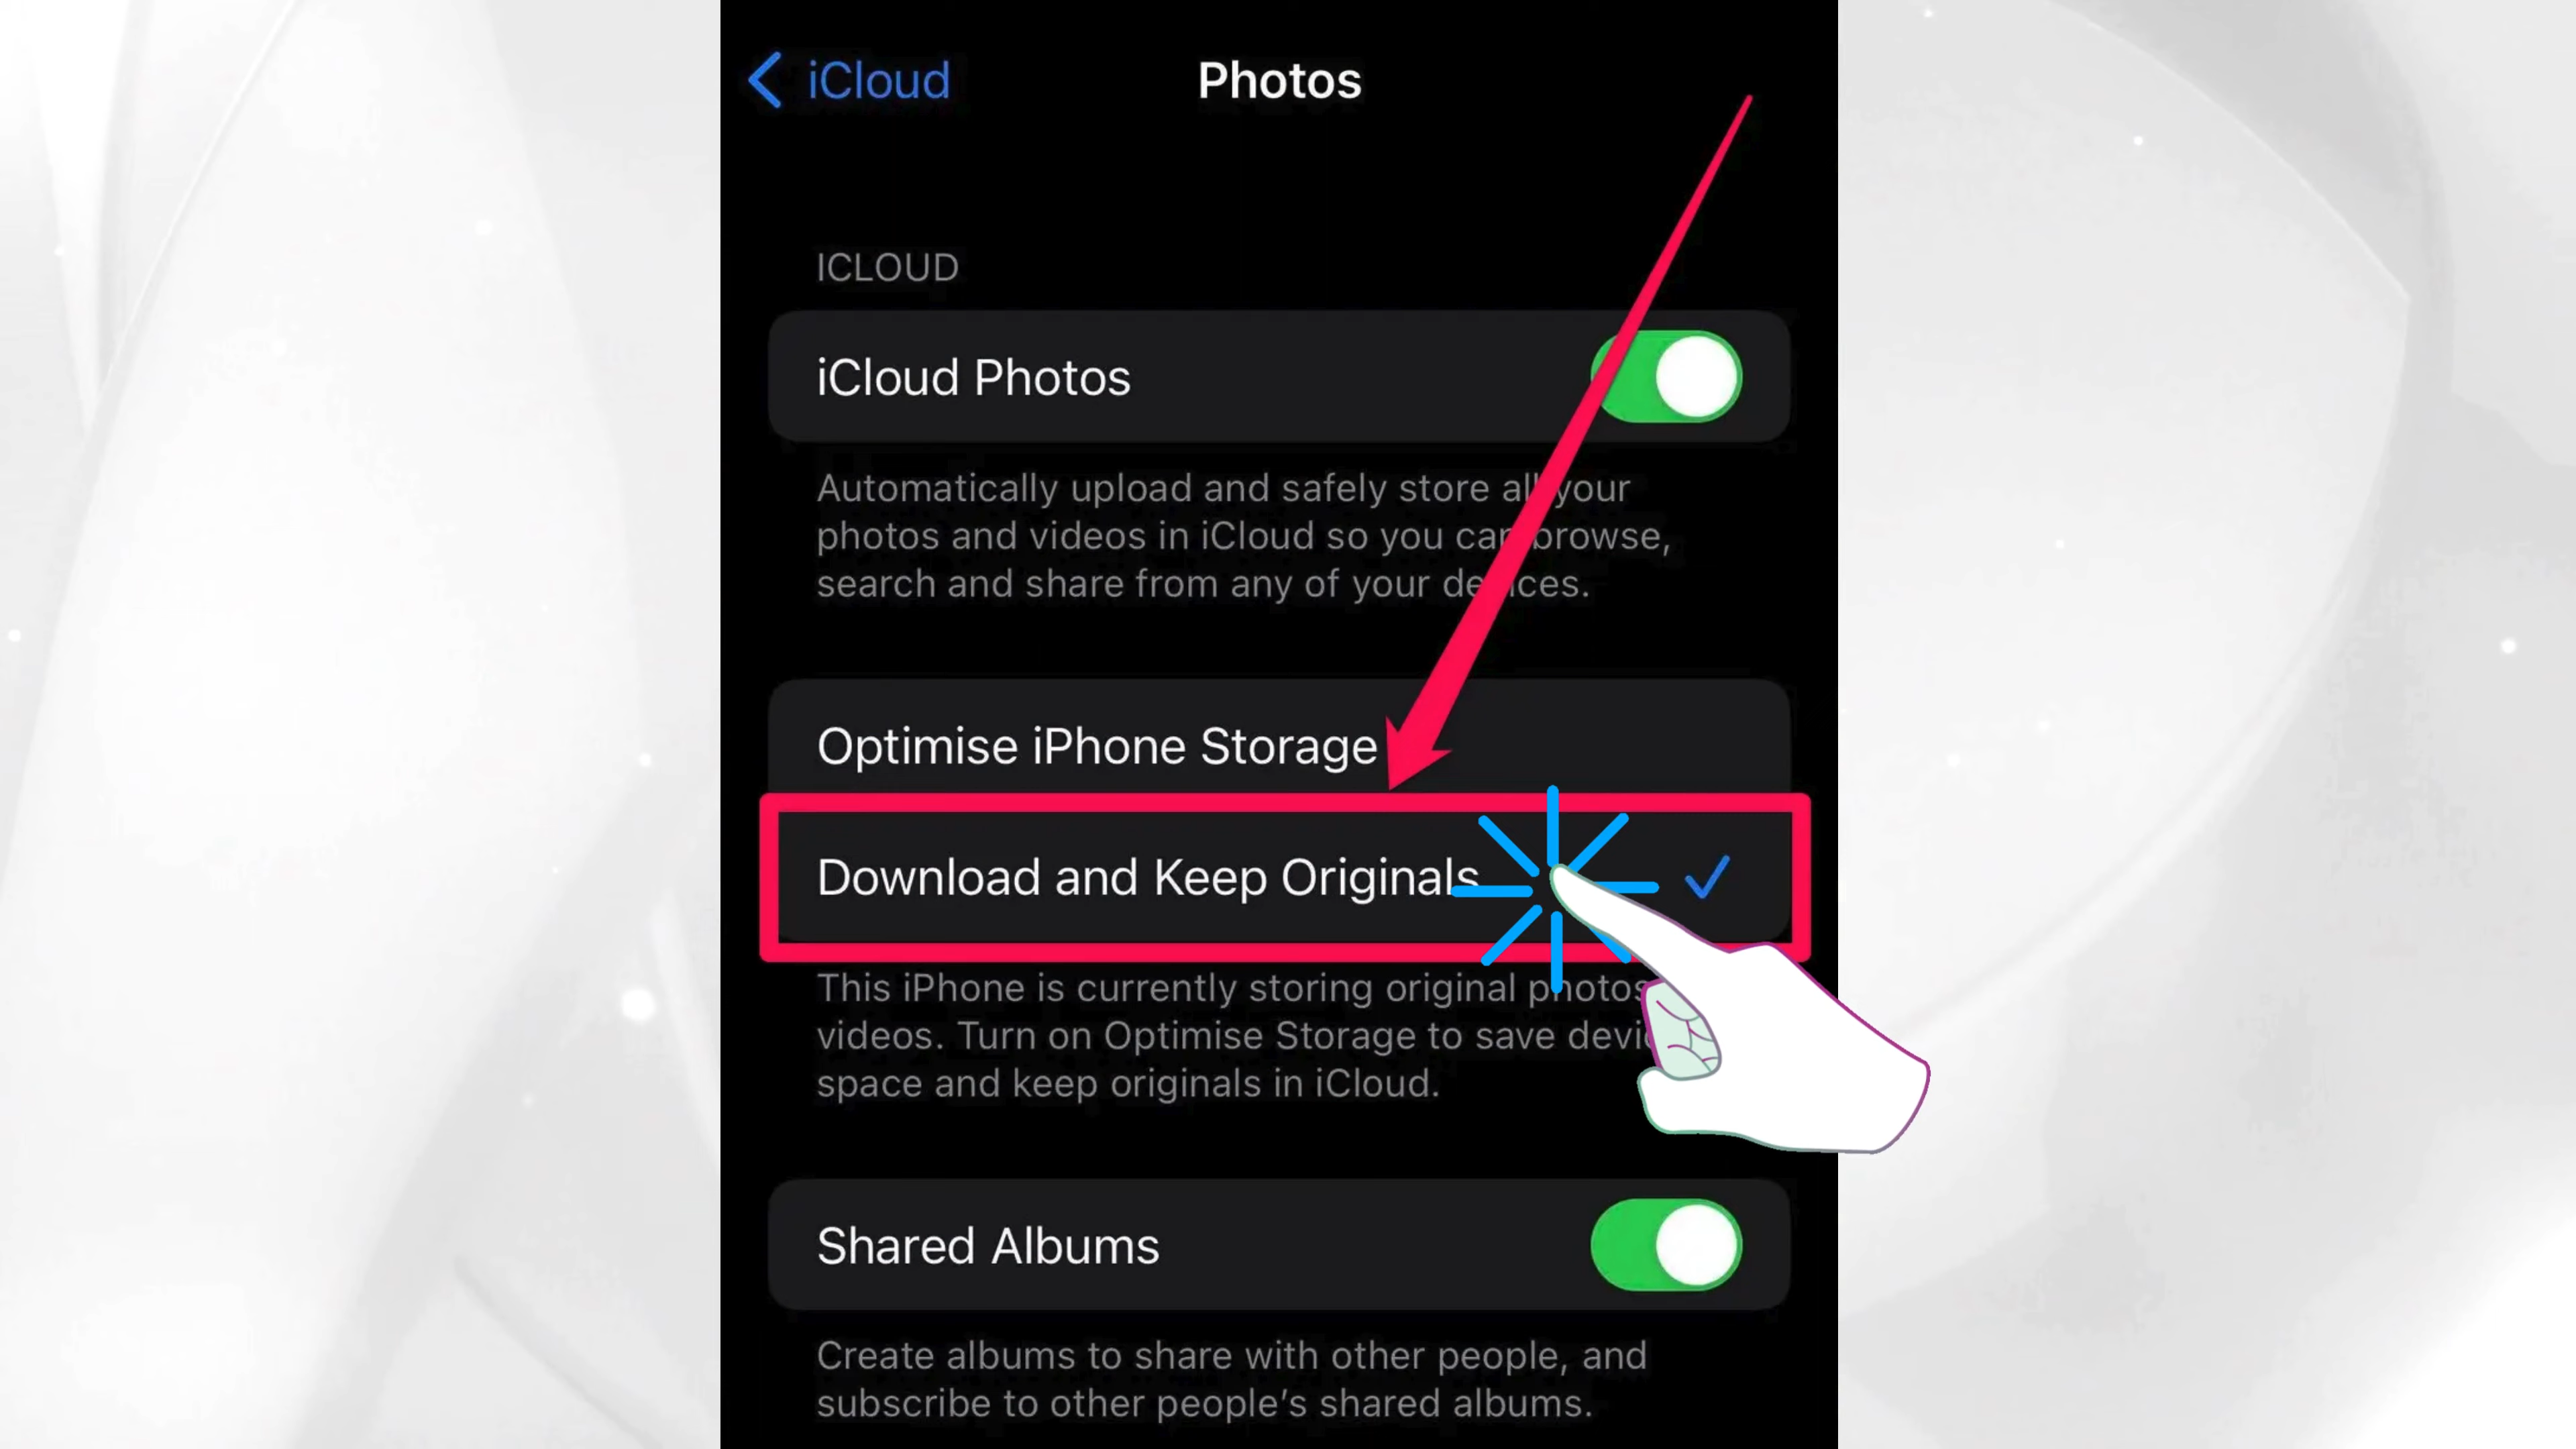 iCloud
Photos
ICLOUD
iCloud Photos
Automatically upload and safely store all your
photos and videos in iCloud so you can browse,
search and share from any of your devices.
Optimise iPhone Storage
Download and Keep Originals
This iPhone is currently storing original photos
videos. Turn on Optimise Storage to save device
space and keep originals in iCloud.
Shared Albums
Create albums to share with other people, and
subscribe to other people's shared albums.